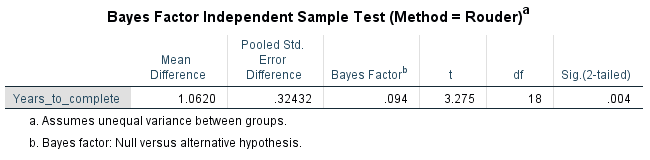 Bayes Factor Independent Sample Test (Method = Rouder)a
Mean Difference Pooled Std. Error Difference Bayes Factorb t df Sig.(2-tailed)
Years_to_complete 1.0620 .32432 .094 3.275 18 .004
a. Assumes unequal variance between groups.
b. Bayes factor: Null versus alternative hypothesis.